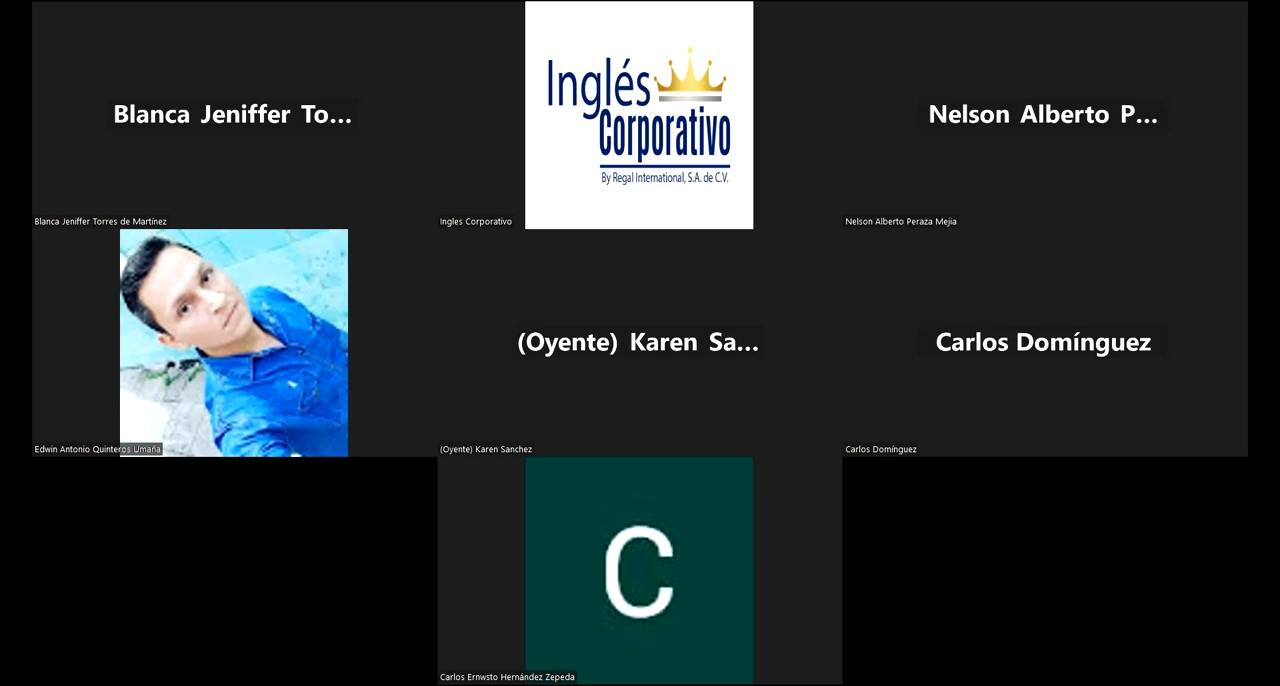 Blanca Jeniffer To...
Inglés
Corporativo
By Regal International, S.A. de C.V.
Nelson Alberto P...
Blanca Jeniffer Torres de Martínez
Ingles Corporativo
Nelson Alberto Peraza Mejia
(Oyente) Karen Sa...
Carlos Domínguez
Edwin Antonio Quinteros Umaña
(Oyente) Karen Sanchez
Carlos Domínguez
C
Carlos Ernwsto Hernández Zepeda